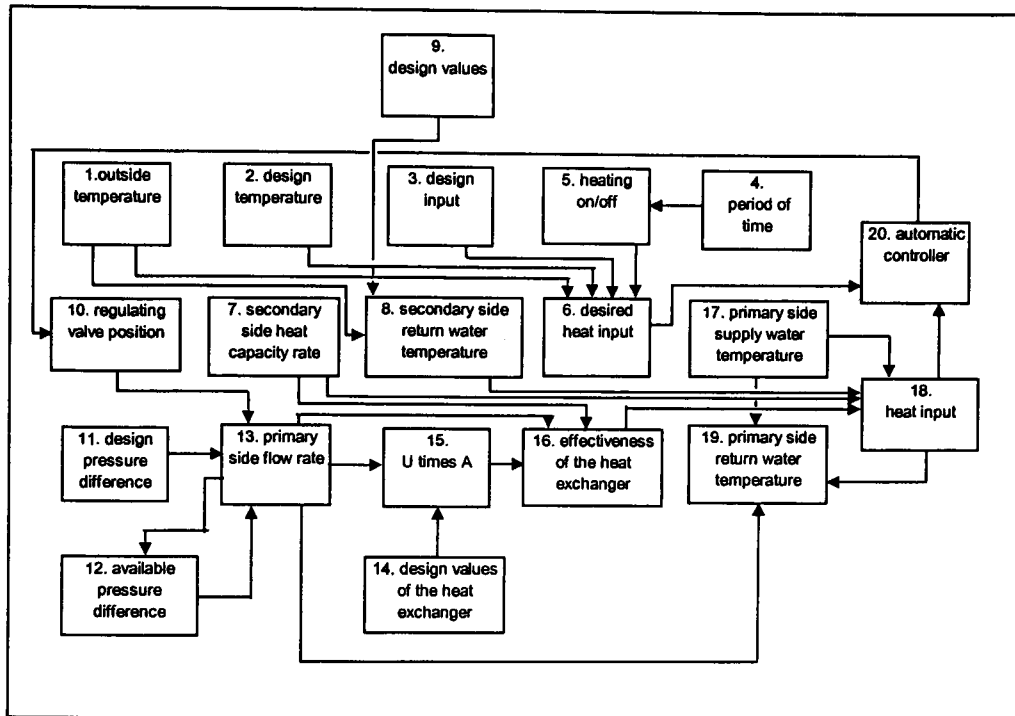 9.
design values
1.outside
temperature
2. design
temperature
3. design
input
5. heating
on/off
4.
period of
time
20. automatic
controller
10. regulating
valve position
7. secondary
side heat
capacity rate
8. secondary side
return water
temperature
6. desired
heat input
17. primary side
supply water
temperature
18.
heat input
11. design
pressure
difference
13. primary
side flow rate
15.
U times A
16. effectiveness
of the heat
exchanger
19. primary side
return water
temperature
12. available
pressure
difference
14. design values
of the heat
exchanger